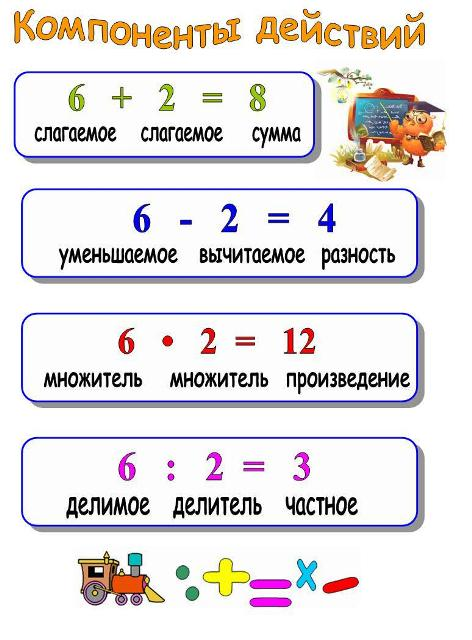 Компоненты действий
6 + 2 = 8
слагаемое слагаемое сумма
6 - 2 = 4
уменьшаемое вычитаемое разность
6 • 2 = 12
множитель множитель произведение
6 : 2 = 3
делимое делитель частное